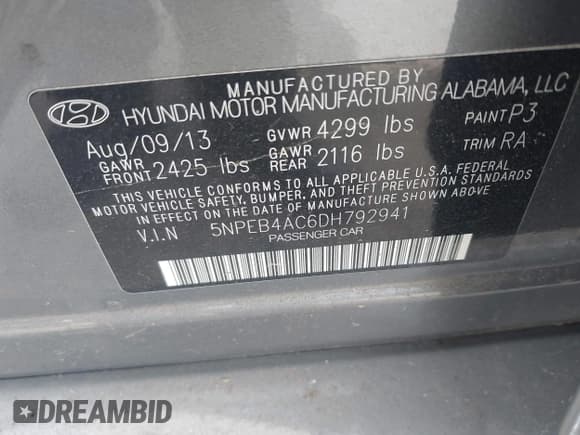 MANUFACTURED BY
HYUNDAI MOTOR MANUFACTURING ALABAMA, LLC
Aug/09/13 GVWR 4299 lbs PAINT P3
GAWR FRONT 2425 lbs GAWR REAR 2116 lbs TRIM RA
THIS VEHICLE CONFORMS TO ALL APPLICABLE U.S.A. FEDERAL
MOTOR VEHICLE SAFETY, BUMPER, AND THEFT PREVENTION STANDARDS
IN EFFECT ON THE DATE OF MANUFACTURE SHOWN ABOVE
V.I.N 5NPEB4AC6DH792941
PASSENGER CAR
DREAMBID